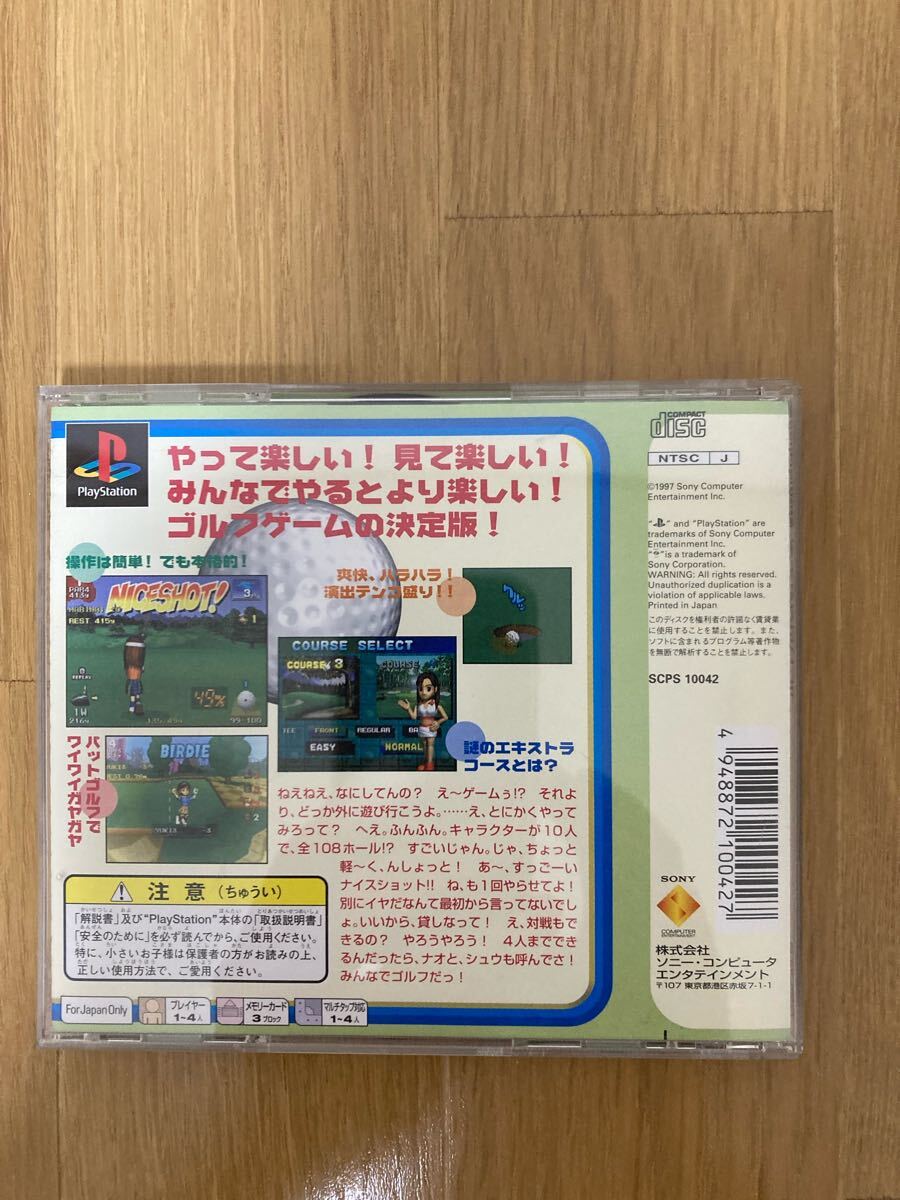 PlayStation
やって楽しい！ 見て楽しい！
みんなでやるとより楽しい！
ゴルフゲームの決定版！
操作は簡単！ でも本格的！
PAR4
413y
REST 415y
NICESHOT!
3
1
REPLAY
1W
216y
49%
99-100
爽快、ハラハラ！
演出テンコ盛り！！
COURSE SELECT
COURSE 3
COURSE
TEE FRONT REGULAR BA
EASY NORMAL
謎のエキストラ
コースとは？
パットゴルフで
ワイワイガヤガヤ
4
BIRDIE
YUKI8 -3
2
ねえねえ、なにしてんの？ え〜ゲームぅ!? それよ
り、どっか外に遊び行こうよ。……え、とにかくやって
みろって？ へえ。ふんふん。キャラクターが10人
で、全108ホール!? すごいじゃん。じゃ、ちょっと
軽〜く、んしょっと！ あ〜、すっごーい
ナイスショット!! ね、も1回やらせてよ！
別にイヤだなんて最初から言ってないでし
ょ。いいから、貸しなって！ え、対戦もで
きるの？ やろうやろう！ 4人までできる
んだったら、ナオと、シュウも呼んでさ！
みんなでゴルフだっ！
注意（ちゅうい）
「解説書」及び“PlayStation”本体の「取扱説明書」
「安全のために」を必ず読んでから、ご使用ください。
特に、小さいお子様は保護者の方がお読みの上、
正しい使用方法で、ご愛用ください。
For Japan Only
プレイヤー
1~4人
メモリーカード
3ブロック
マルチタップ対応
1~4人
COMPACT
disc
NTSC J
©1997 Sony Computer
Entertainment Inc.
" " and "PlayStation" are
trademarks of Sony Computer
Entertainment Inc.
" " is a trademark of
Sony Corporation.
WARNING: All rights reserved.
Unauthorized duplication is a
violation of applicable laws.
Printed in Japan
このディスクを権利者の許諾なく賃貸業
に使用することを禁止します。また、
ソフトに含まれるプログラム等著作物
を無断で解析することを禁止します。
SCPS 10042
4 948872 100427
SONY
COMPUTER
ENTERTAINMENT
株式会社
ソニー・コンピュータ
エンタテインメント
〒107 東京都港区赤坂7-1-1